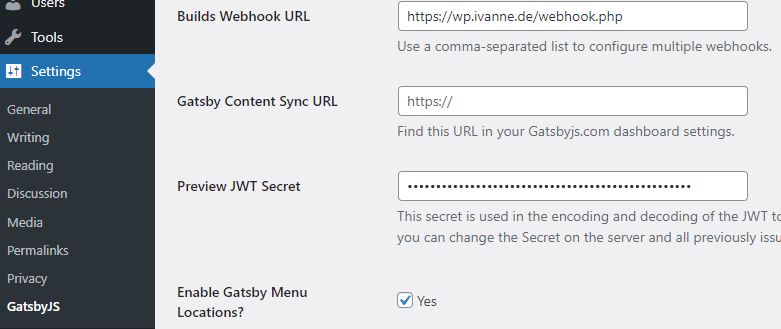 Users
Tools
Settings
General
Writing
Reading
Discussion
Media
Permalinks
Privacy
GatsbyJS
Builds Webhook URL
https://wp.ivanne.de/webhook.php
Use a comma-separated list to configure multiple webhooks.
Gatsby Content Sync URL
https://
Find this URL in your Gatsbyjs.com dashboard settings.
Preview JWT Secret
This secret is used in the encoding and decoding of the JWT to
you can change the Secret on the server and all previously issu
Enable Gatsby Menu
Locations?
Yes